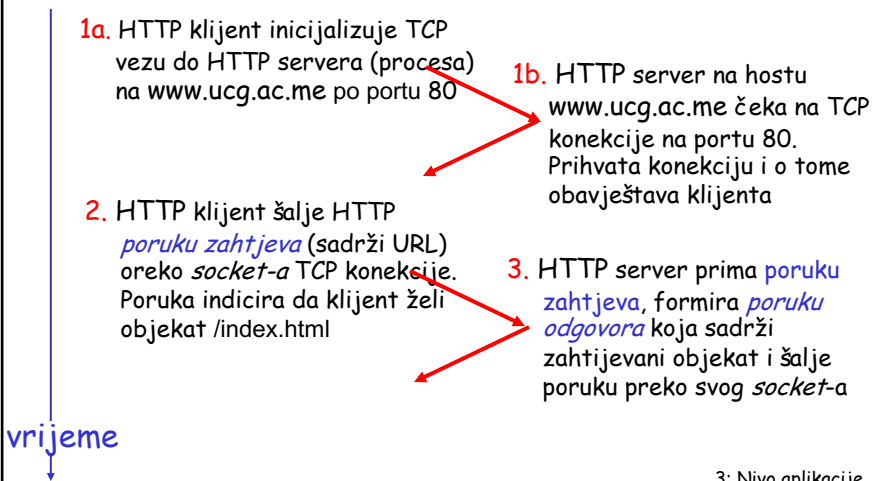 1a. HTTP klijent inicijalizuje TCP
vezu do HTTP servera (procesa)
na www.ucg.ac.me po portu 80
1b. HTTP server na hostu
www.ucg.ac.me čeka na TCP
konekcije na portu 80.
Prihvata konekciju i o tome
obavještava klijenta
2. HTTP klijent šalje HTTP
poruku zahtjeva (sadrži URL)
oreko socket-a TCP konekcije.
Poruka indicira da klijent želi
objekat /index.html
3. HTTP server prima poruku
zahtjeva, formira poruku
odgovora koja sadrži
zahtijevani objekat i šalje
poruku preko svog socket-a
vrijeme
3: Nivo aplikacije